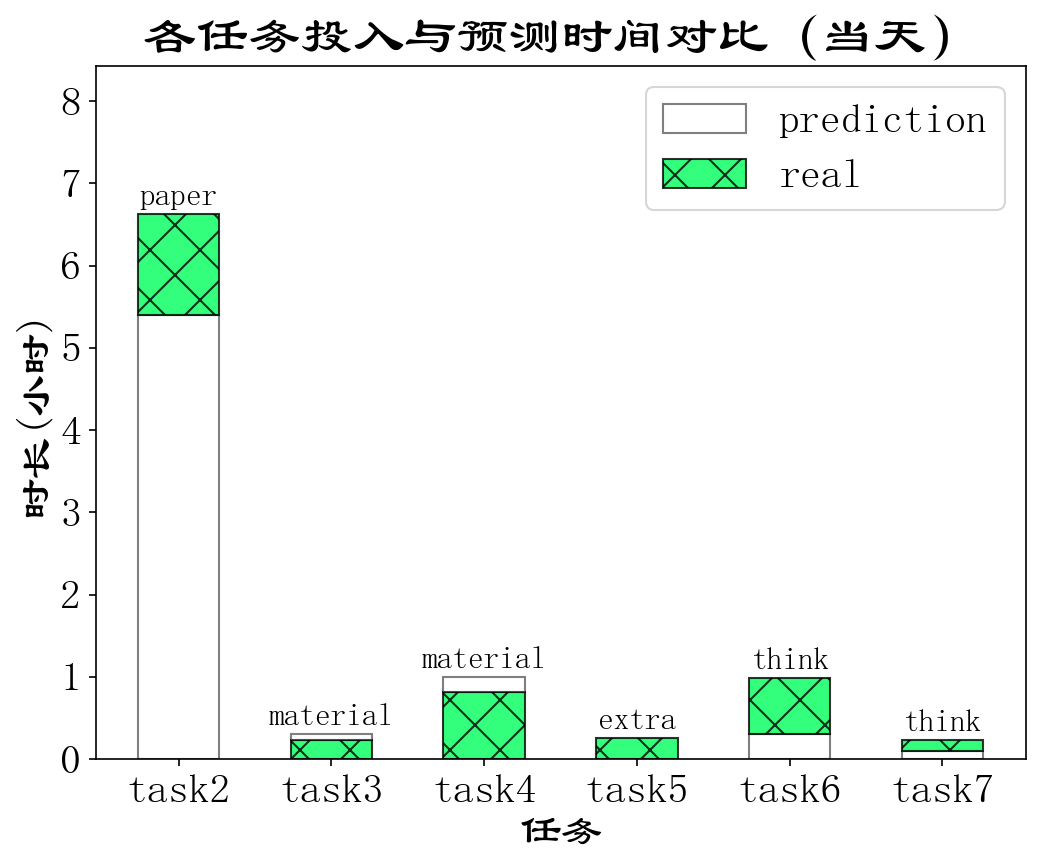 各任务投入与预测时间对比 (当天)
prediction
real
时长(小时)
8
7
6
5
4
3
2
1
0
paper
material
material
extra
think
think
task2 task3 task4 task5 task6 task7
任务